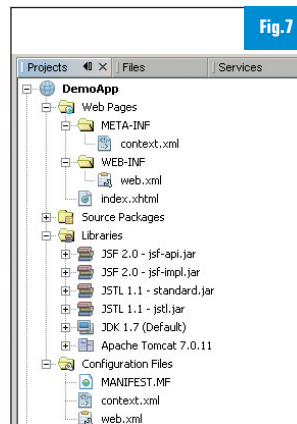 Fig.7
Projects Files Services
DemoApp
Web Pages
META-INF
context.xml
WEB-INF
web.xml
index.xhtml
Source Packages
Libraries
JSF 2.0 - jsf-api.jar
JSF 2.0 - jsf-impl.jar
JSTL 1.1 - standard.jar
JSTL 1.1 - jstl.jar
JDK 1.7 (Default)
Apache Tomcat 7.0.11
Configuration Files
MANIFEST.MF
context.xml
web.xml